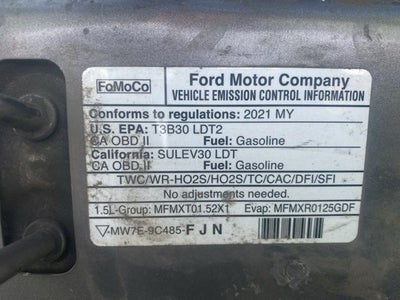 FoMoCo
Ford Motor Company
VEHICLE EMISSION CONTROL INFORMATION
Conforms to regulations: 2021 MY
U.S. EPA: T3B30 LDT2
CA OBD II Fuel: Gasoline
California: SULEV30 LDT
CA OBD II Fuel: Gasoline
TWC/WR-HO2S/HO2S/TC/CAC/DFI/SFI
No adjustments needed.
1.5L-Group: MFMXT01.52X1 Evap: MFMXR0125GDF
MW7E-9C485-FJN